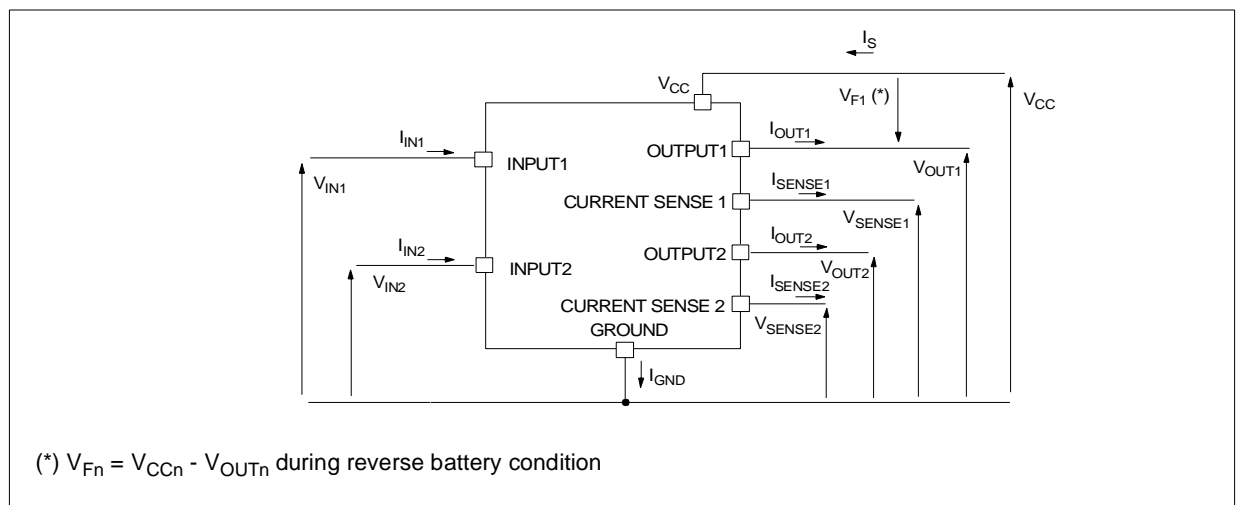 I_S
V_CC
V_F1 (*)
V_CC
I_IN1
I_OUT1
INPUT1
OUTPUT1
V_IN1
V_OUT1
I_SENSE1
CURRENT SENSE 1
V_SENSE1
I_IN2
I_OUT2
INPUT2
OUTPUT2
V_IN2
V_OUT2
I_SENSE2
CURRENT SENSE 2
V_SENSE2
GROUND
I_GND
(*) V_Fn = V_CCn - V_OUTn during reverse battery condition